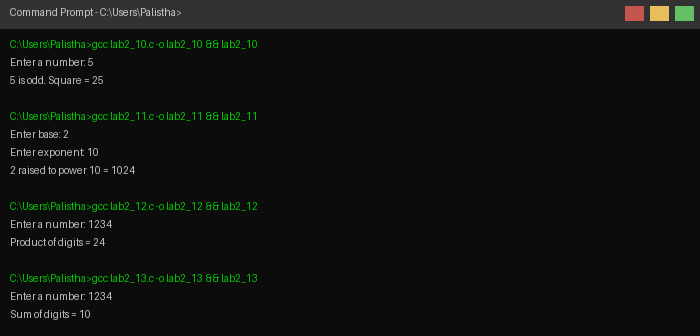 Command Prompt - C:\Users\Palistha>
C:\Users\Palistha>gcc lab2_10.c -o lab2_10 && lab2_10
Enter a number: 5
5 is odd. Square = 25
C:\Users\Palistha>gcc lab2_11.c -o lab2_11 && lab2_11
Enter base: 2
Enter exponent: 10
2 raised to power 10 = 1024
C:\Users\Palistha>gcc lab2_12.c -o lab2_12 && lab2_12
Enter a number: 1234
Product of digits = 24
C:\Users\Palistha>gcc lab2_13.c -o lab2_13 && lab2_13
Enter a number: 1234
Sum of digits = 10